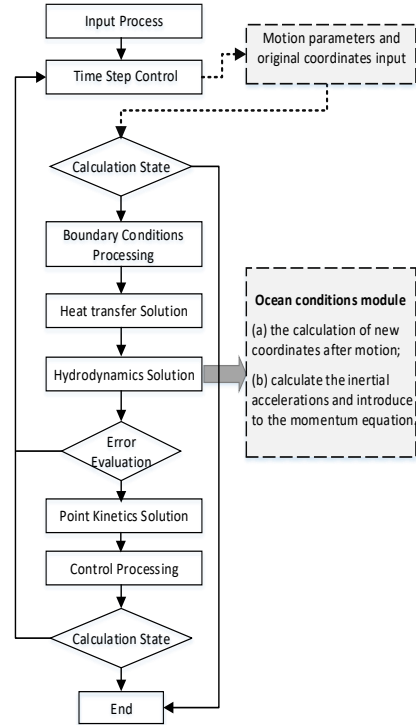 Input Process
Time Step Control
Motion parameters and
original coordinates input
Calculation State
Boundary Conditions
Processing
Heat transfer Solution
Hydrodynamics Solution
Ocean conditions module
(a) the calculation of new
coordinates after motion;
(b) calculate the inertial
accelerations and introduce
to the momentum equation
Error
Evaluation
Point Kinetics Solution
Control Processing
Calculation State
End